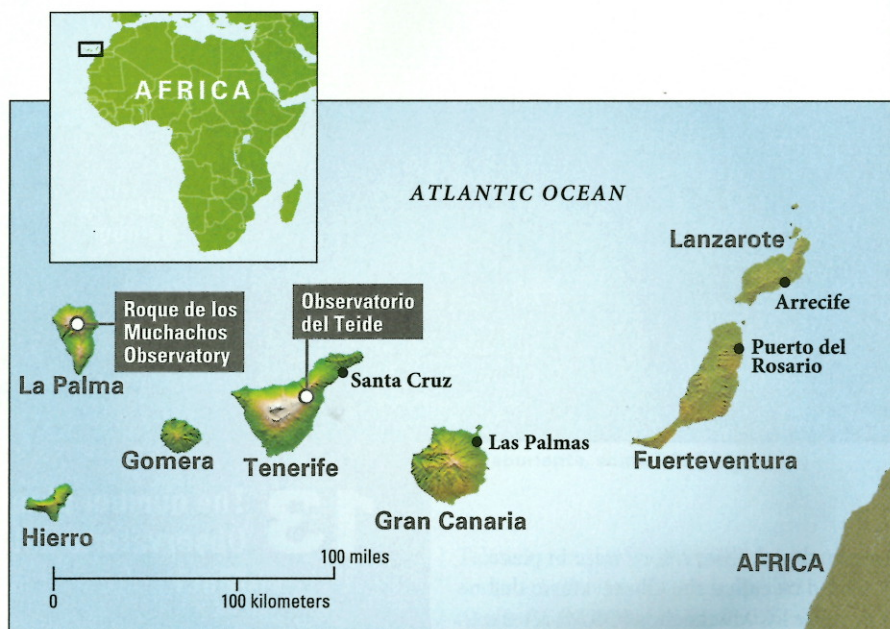 AFRICA
ATLANTIC OCEAN
Lanzarote
Arrecife
Roque de los
Muchachos
Observatory
Observatorio
del Teide
Puerto del
Rosario
La Palma
Santa Cruz
Gomera
Tenerife
Las Palmas
Fuerteventura
Gran Canaria
Hierro
100 miles
0
100 kilometers
AFRICA